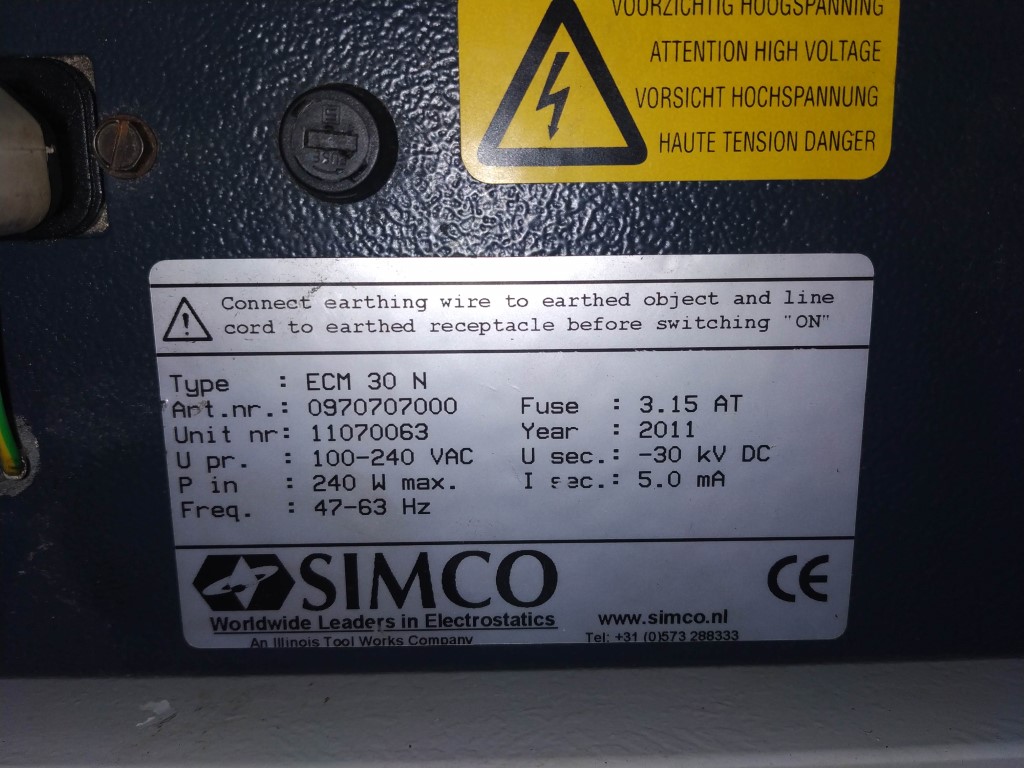 VOORZICHTIG HOOGSPANNING
ATTENTION HIGH VOLTAGE
VORSICHT HOCHSPANNUNG
HAUTE TENSION DANGER
Connect earthing wire to earthed object and line
cord to earthed receptacle before switching "ON"
Type : ECM 30 N
Art.nr.: 0970707000 Fuse : 3.15 AT
Unit nr: 11070063 Year : 2011
U pr. : 100-240 VAC U sec.: -30 kV DC
P in : 240 W max. I sec.: 5.0 mA
Freq. : 47-63 Hz
SIMCO CE
Worldwide Leaders in Electrostatics www.simco.nl
An Illinois Tool Works Company Tel: +31 (0)573 288333